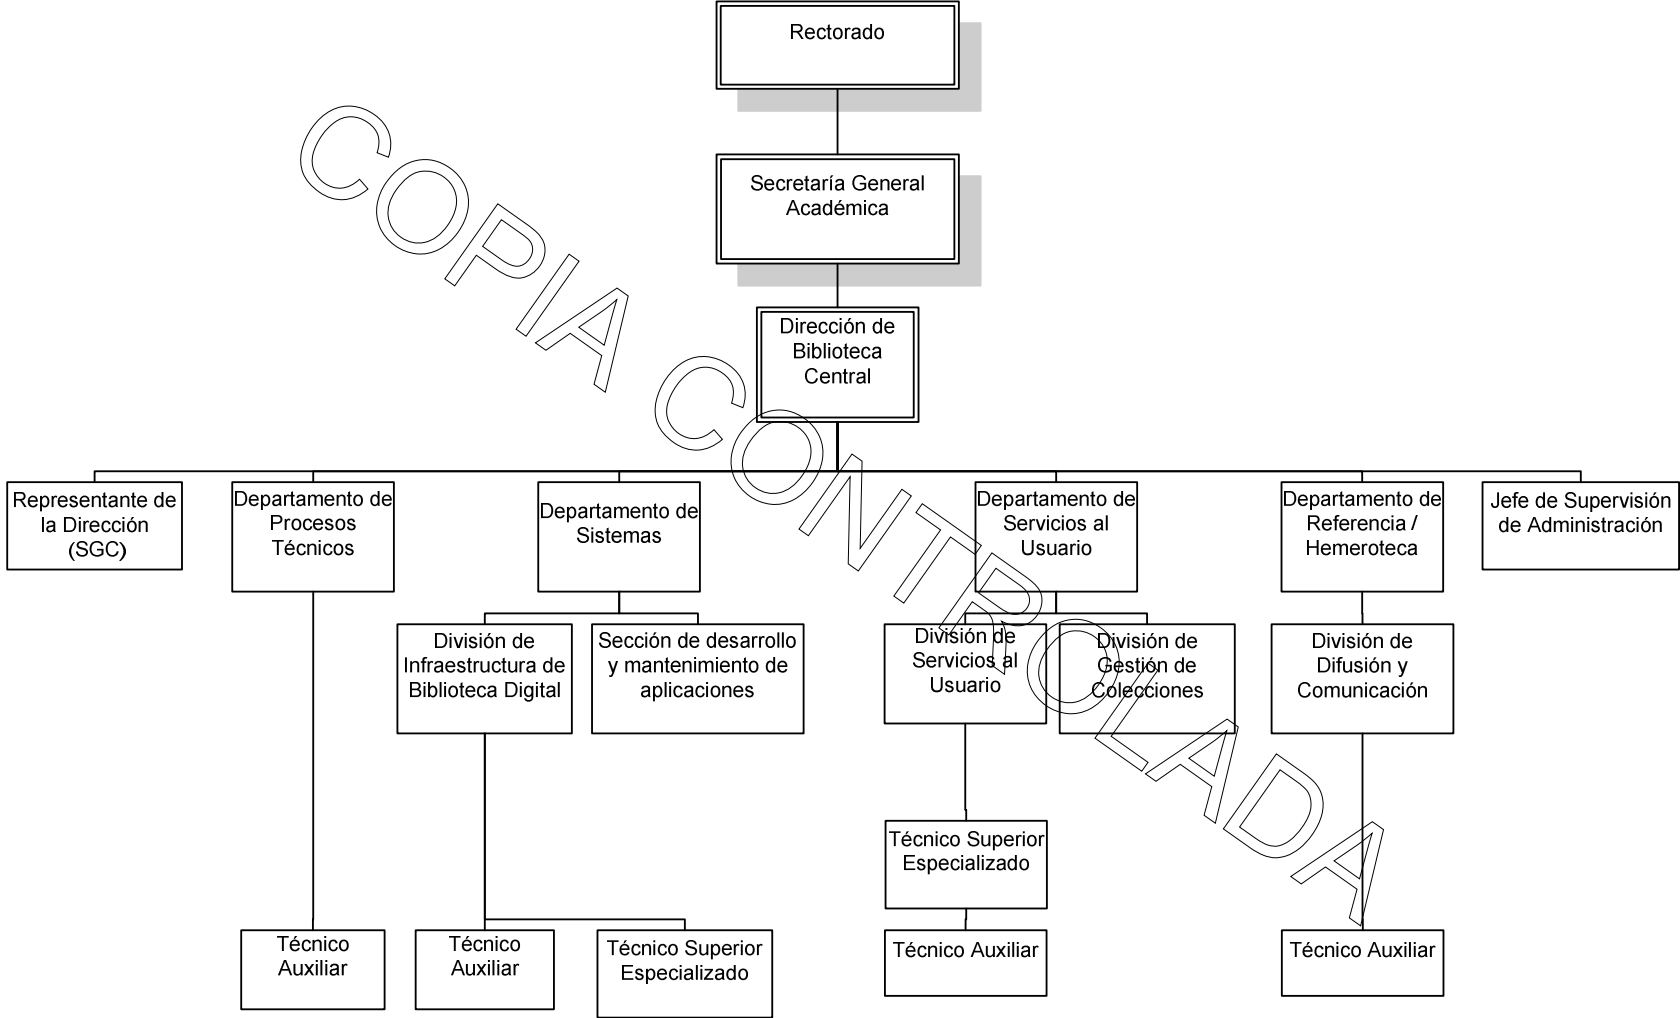 Rectorado
Secretaría General
Académica
Dirección de
Biblioteca
Central
Representante de
la Dirección
(SGC)
Departamento de
Procesos
Técnicos
Departamento de
Sistemas
Departamento de
Servicios al
Usuario
Departamento de
Referencia /
Hemeroteca
Jefe de Supervisión
de Administración
División de
Infraestructura de
Biblioteca Digital
Sección de desarrollo
y mantenimiento de
aplicaciones
División de
Servicios al
Usuario
División de
Gestión de
Colecciones
División de
Difusión y
Comunicación
Técnico Superior
Especializado
Técnico
Auxiliar
Técnico
Auxiliar
Técnico Superior
Especializado
Técnico Auxiliar
Técnico Auxiliar
COPIA CONTROLADA